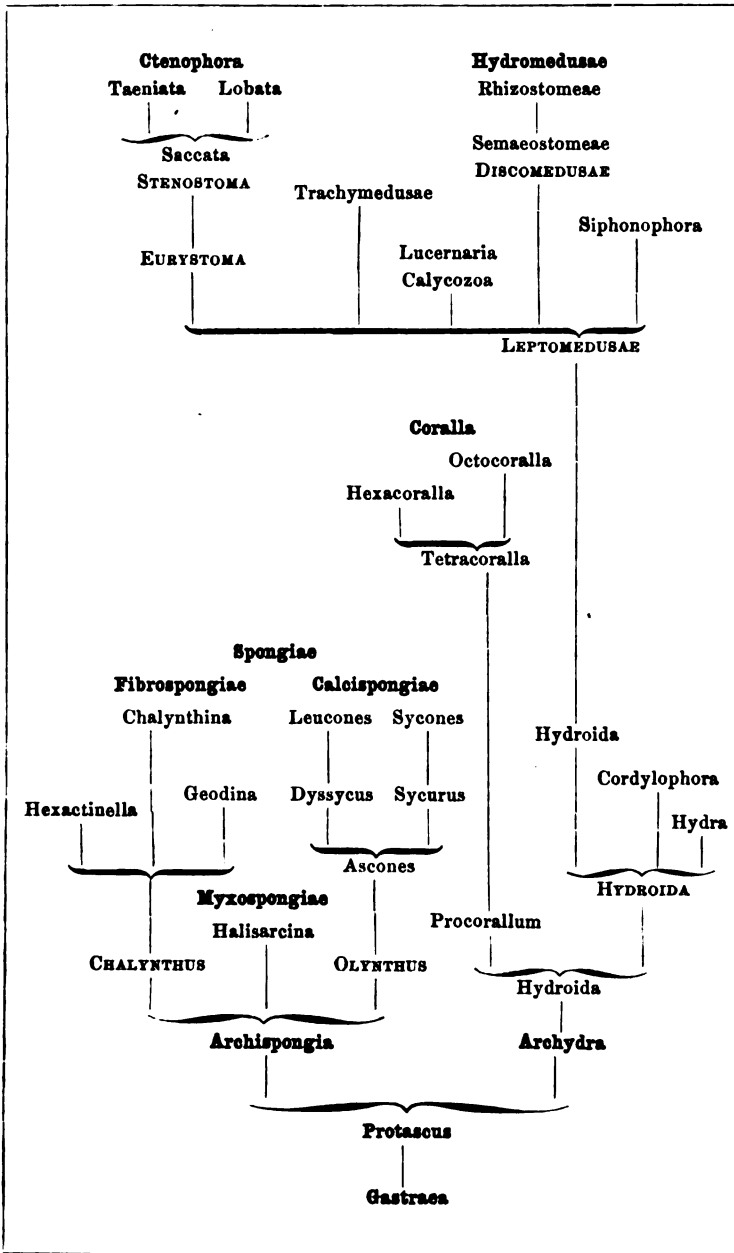 Ctenophora Hydromedusae
Taeniata Lobata Rhizostomeae
Saccata Semaeostomeae
STENOSTOMA DISCOMEDUSAE
Trachymedusae
Siphonophora
EURYSTOMA Lucernaria
Calycozoa
LEPTOMEDUSAE
Coralla
Octocoralla
Hexacoralla
Tetracoralla
Spongiae
Fibrospongiae Calcispongiae
Chalynthina Leucones Sycones
Hydroida
Cordylophora
Hexactinella Geodina Dyssycus Sycurus
Hydra
Ascones
HYDROIDA
Myxospongiae
Halisarcina Procorallum
CHALYNTHUS OLYNTHUS
Hydroida
Archispongia Archydra
Protascus
Gastraea